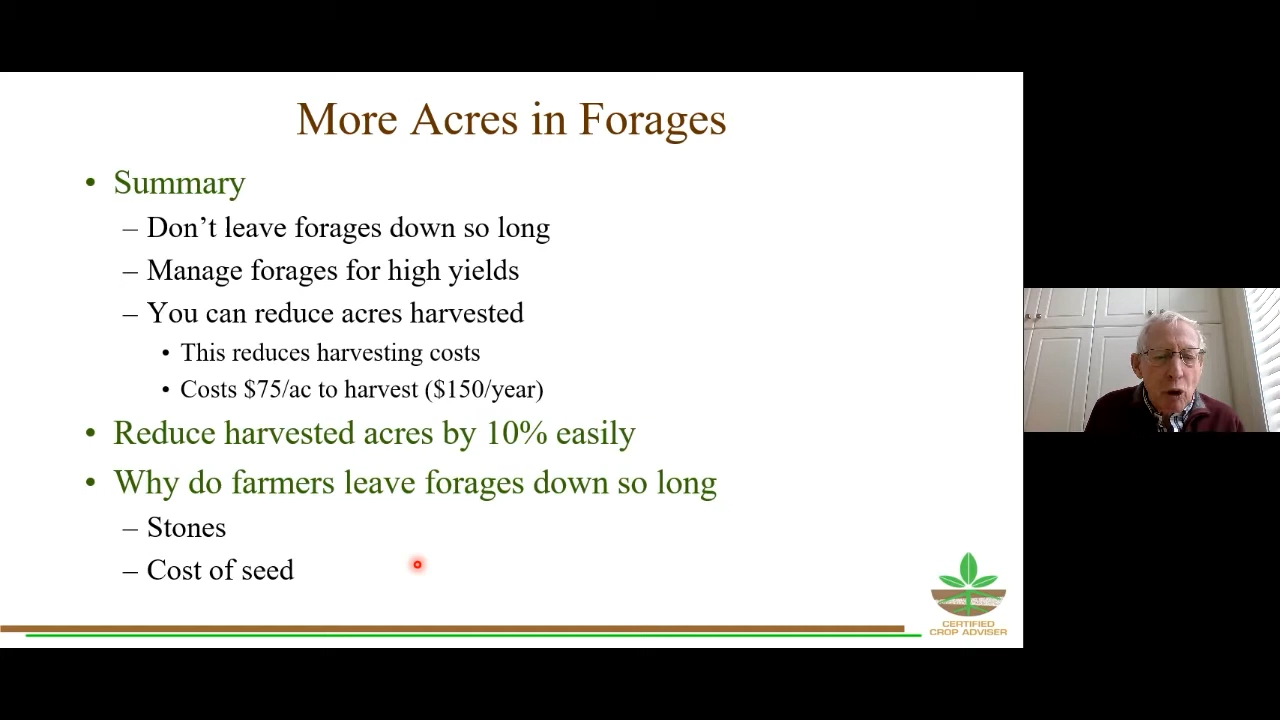 More Acres in Forages
• Summary
– Don’t leave forages down so long
– Manage forages for high yields
– You can reduce acres harvested
• This reduces harvesting costs
• Costs $75/ac to harvest ($150/year)
• Reduce harvested acres by 10% easily
• Why do farmers leave forages down so long
– Stones
– Cost of seed
CERTIFIED
CROP ADVISER